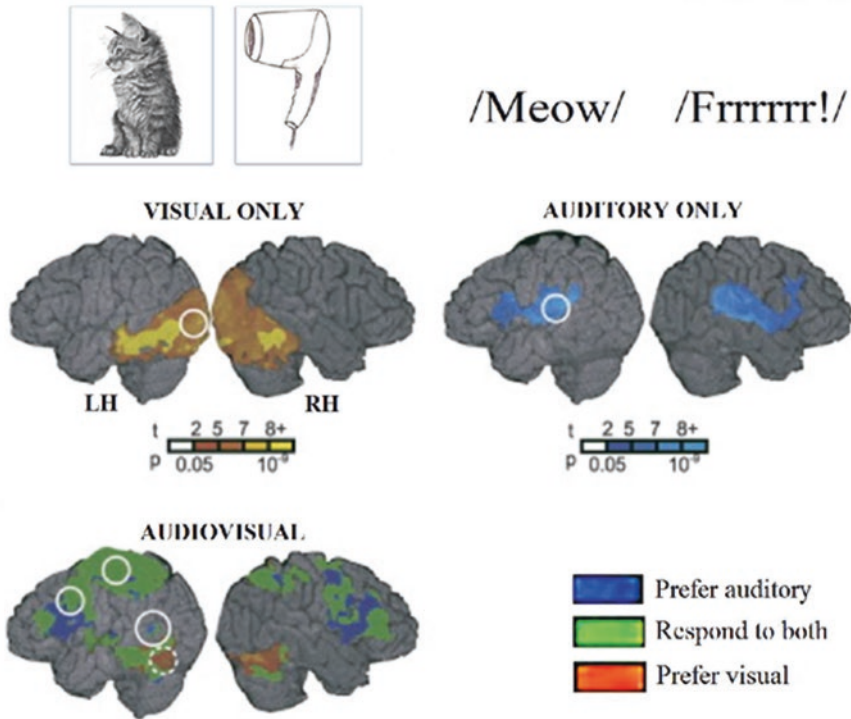 /Meow/ /Frrrrrr!/
VISUAL ONLY
AUDITORY ONLY
LH RH
t 2 5 7 8+
p 0.05 10⁻⁹
t 2 5 7 8+
p 0.05 10⁻⁹
AUDIOVISUAL
Prefer auditory
Respond to both
Prefer visual